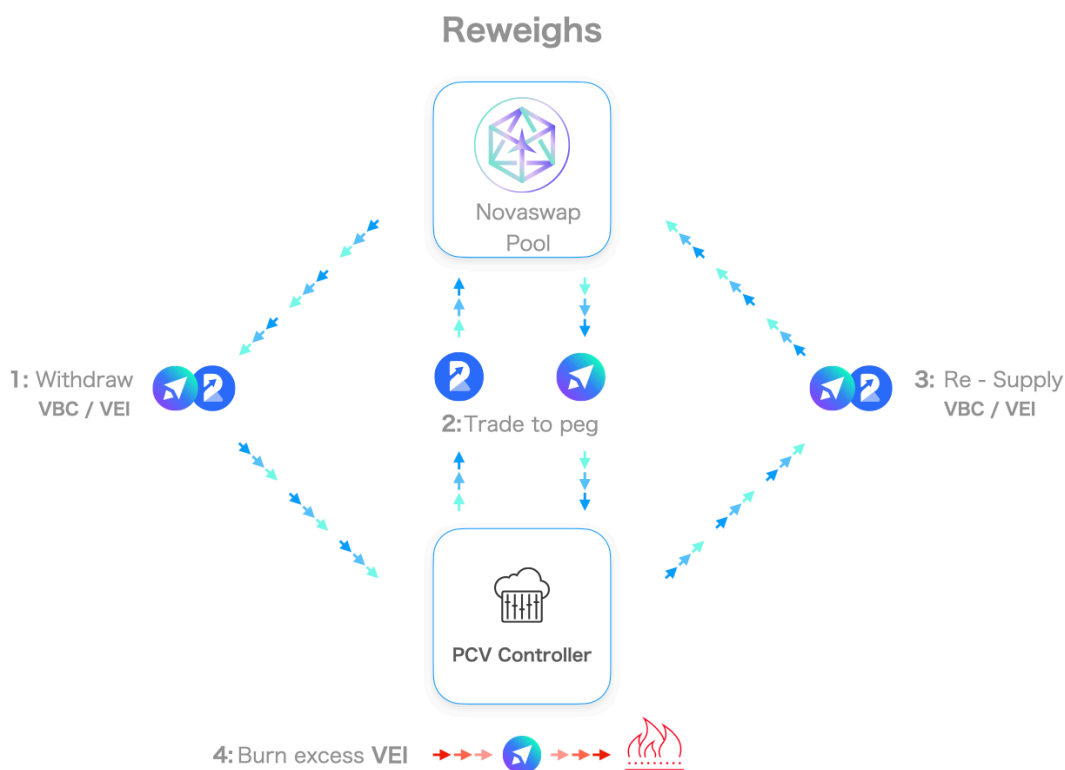 Reweighs
Novaswap
Pool
1: Withdraw
VBC / VEI
2:Trade to peg
3: Re - Supply
VBC / VEI
PCV Controller
4: Burn excess VEI